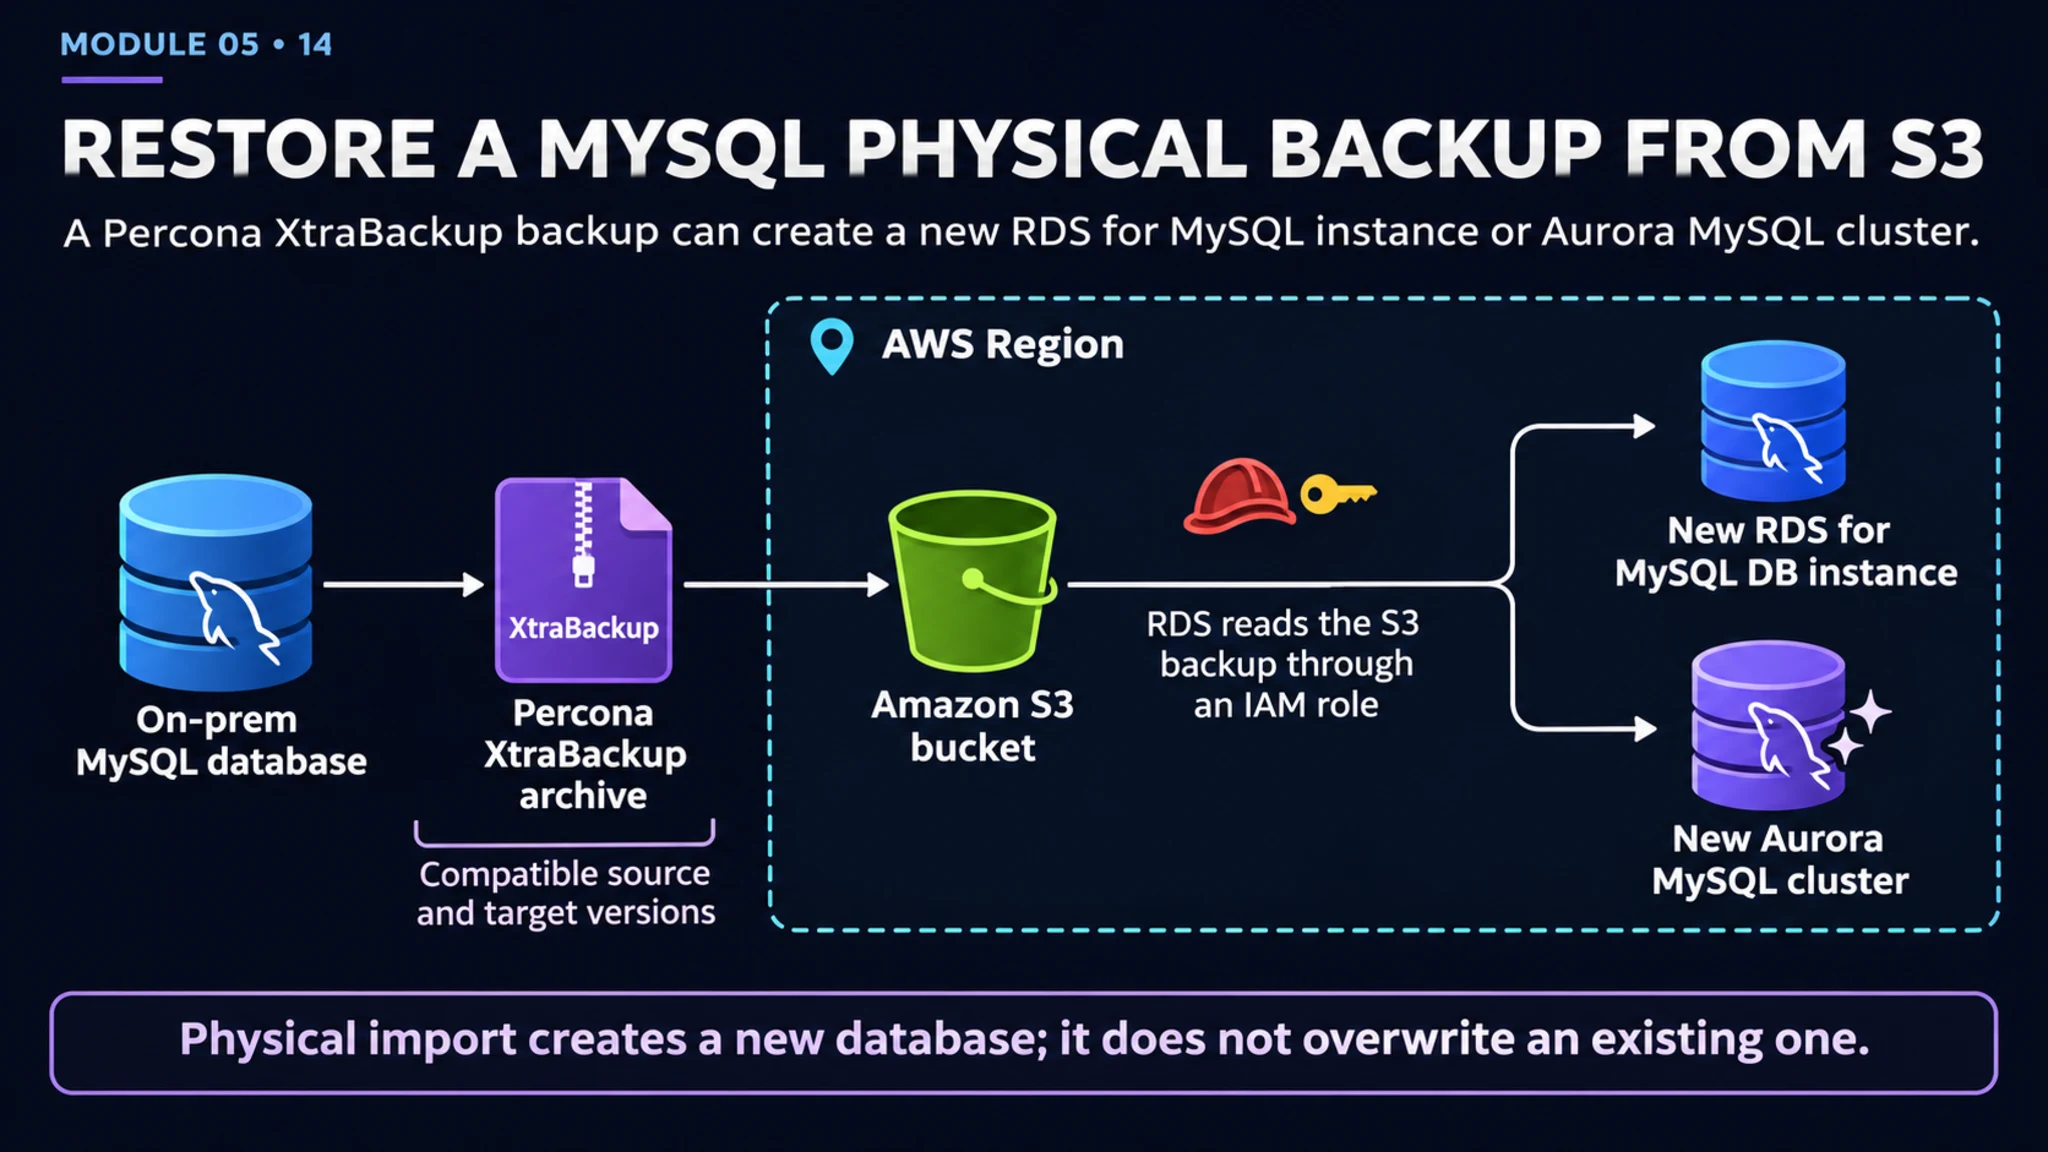 MODULE 05 • 14
RESTORE A MYSQL PHYSICAL BACKUP FROM S3
A Percona XtraBackup backup can create a new RDS for MySQL instance or Aurora MySQL cluster.
AWS Region
On-prem
MySQL database
XtraBackup
Percona
XtraBackup
archive
Compatible source
and target versions
Amazon S3
bucket
RDS reads the S3
backup through
an IAM role
New RDS for
MySQL DB instance
New Aurora
MySQL cluster
Physical import creates a new database; it does not overwrite an existing one.